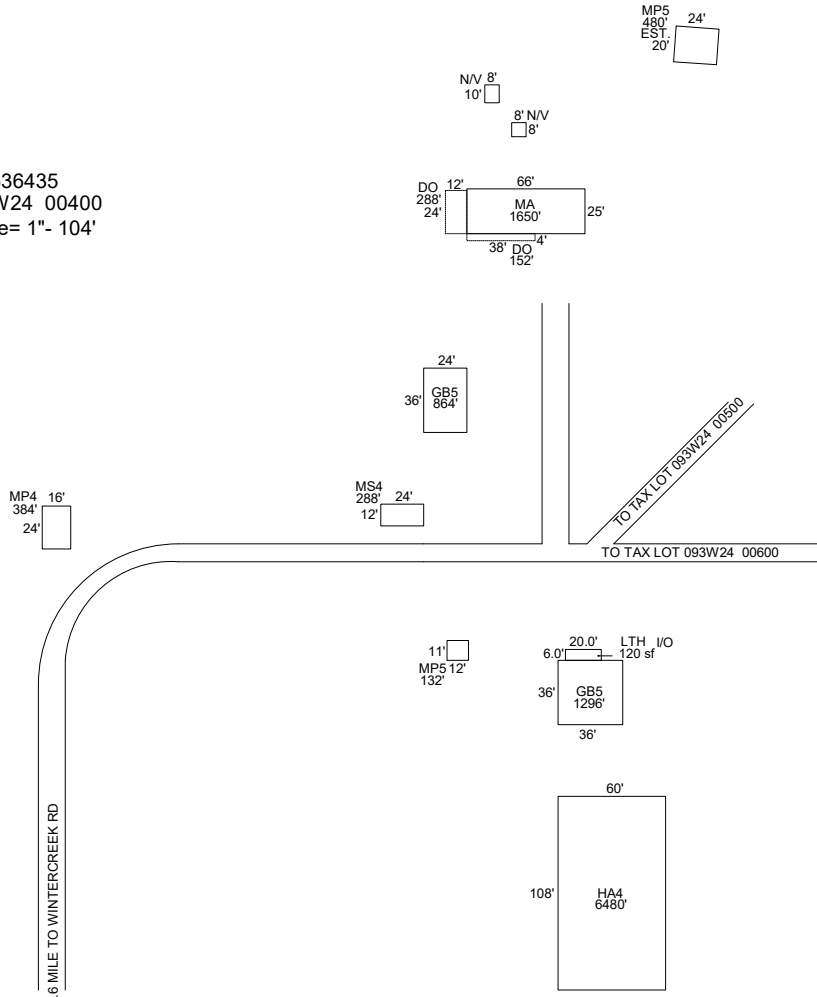 MP5
480'
EST.
20'
24'
N/V 8'
10'
8' N/V
8'
36435
00400
1"- 104'
DO
288'
24'
12'
66'
MA
1650'
25'
4'
38' DO
152'
24'
GB5
864'
36'
TO TAX LOT 093W24 00500
MP4
384'
24'
16'
MS4
288'
12'
24'
TO TAX LOT 093W24 00600
11'
MP5 12'
132'
20.0'
LTH I/O
120 sf
6.0'
36'
GB5
1296'
36'
60'
108'
HA4
6480'
MILE TO WINTERCREEK RD